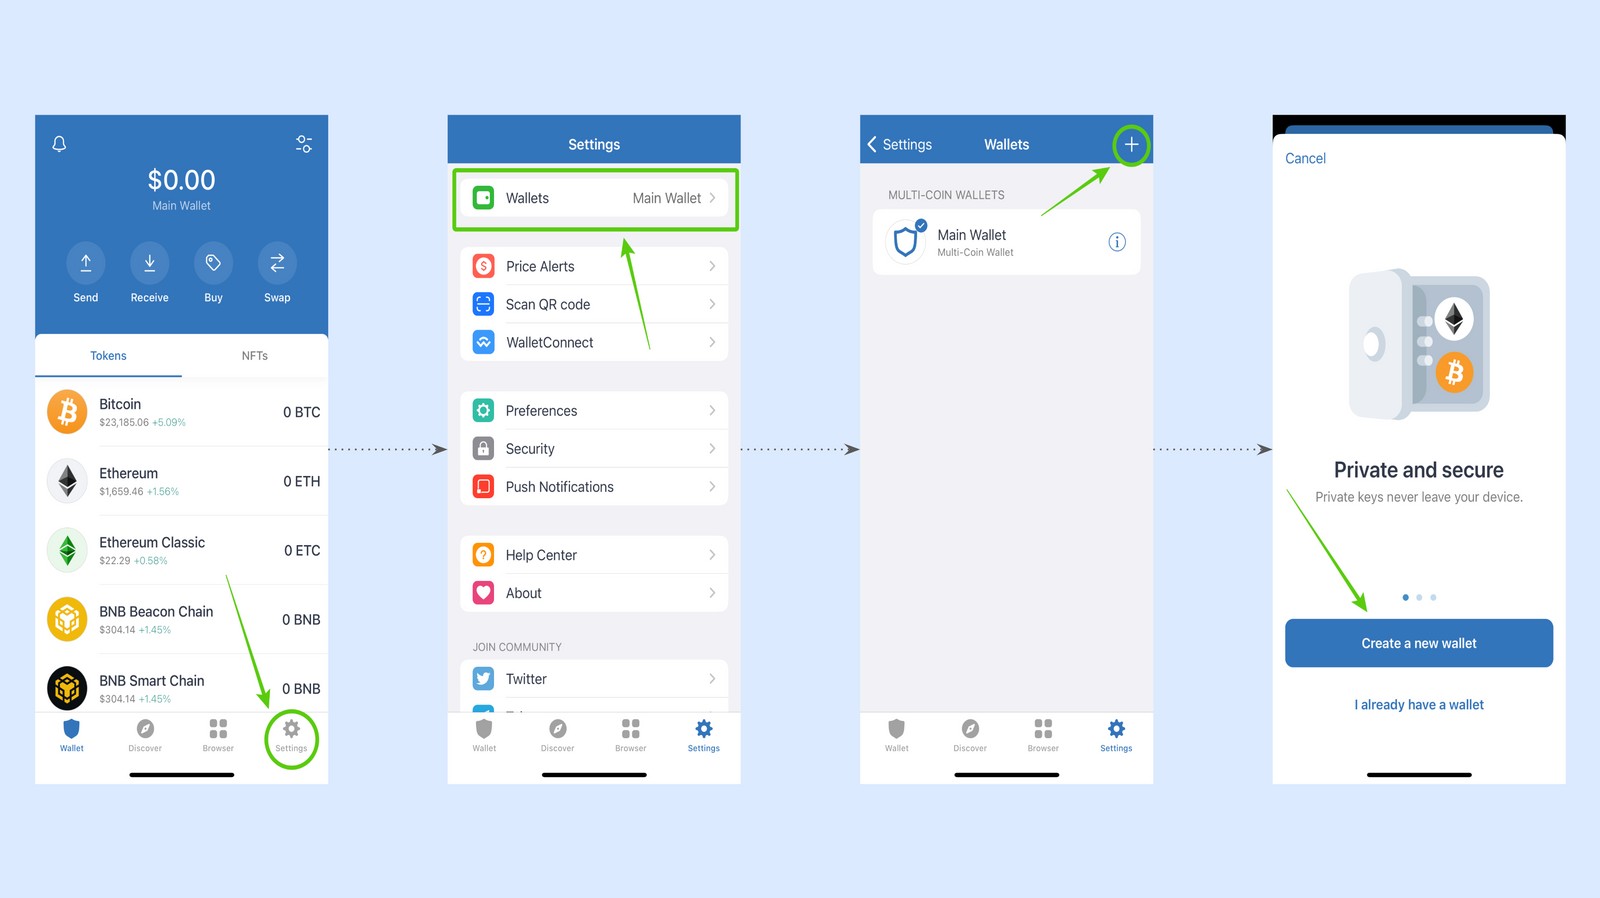 $0.00
Main Wallet
Send Receive Buy Swap
Tokens NFTs
Bitcoin
$23,185.06 +5.09%
0 BTC
Ethereum
$1,659.46 +1.56%
0 ETH
Ethereum Classic
$22.29 +0.58%
0 ETC
BNB Beacon Chain
$304.14 +1.45%
0 BNB
BNB Smart Chain
$304.14 +1.45%
0 BNB
Wallet Discover Browser Settings
Settings
Wallets Main Wallet
Price Alerts
Scan QR code
WalletConnect
Preferences
Security
Push Notifications
Help Center
About
JOIN COMMUNITY
Twitter
Wallet Discover Browser Settings
Settings Wallets
MULTI-COIN WALLETS
Main Wallet
Multi-Coin Wallet
Wallet Discover Browser Settings
Cancel
Private and secure
Private keys never leave your device.
Create a new wallet
I already have a wallet